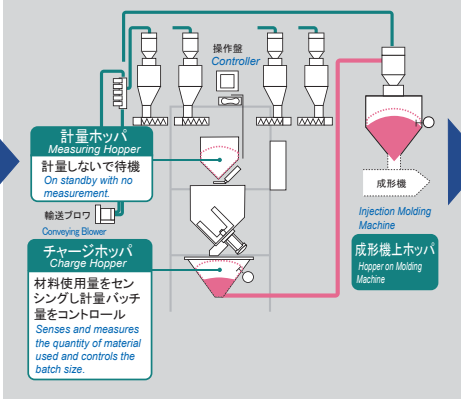 操作盤
Controller
計量ホッパ
Measuring Hopper
計量しないで待機
On standby with no
measurement.
輸送ブロワ
Conveying Blower
チャージホッパ
Charge Hopper
材料使用量をセン
シングし計量バッチ
量をコントロール
Senses and measures
the quantity of material
used and controls the
batch size.
成形機
Injection Molding
Machine
成形機上ホッパ
Hopper on Molding
Machine